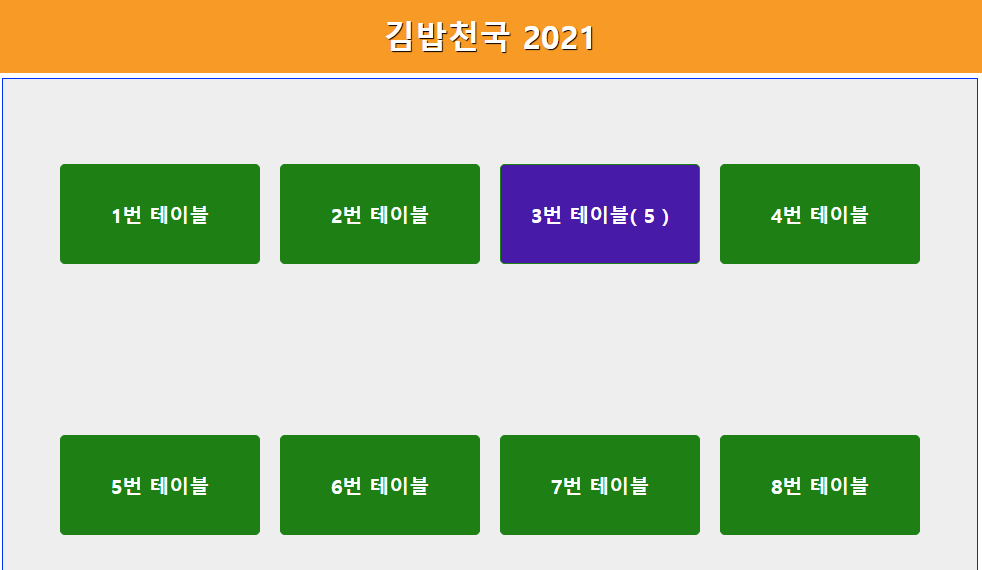 김밥천국 2021
1번 테이블
2번 테이블
3번 테이블( 5 )
4번 테이블
5번 테이블
6번 테이블
7번 테이블
8번 테이블